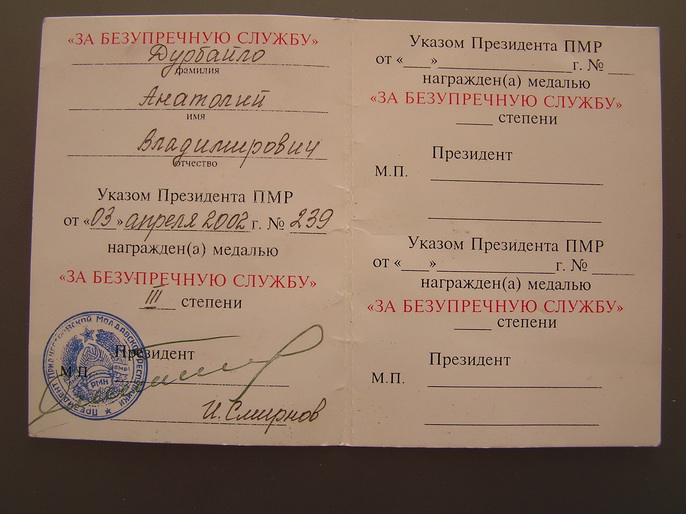 «ЗА БЕЗУПРЕЧНУЮ СЛУЖБУ»
Дурбайло
фамилия
Анатолий
имя
Владимирович
отчество
Указом Президента ПМР
от «03» апреля 2002 г. № 239
награжден(а) медалью
«ЗА БЕЗУПРЕЧНУЮ СЛУЖБУ»
III степени
Президент
М.П.
И. Смирнов
Указом Президента ПМР
от «___»______________ г. № ___
награжден(а) медалью
«ЗА БЕЗУПРЕЧНУЮ СЛУЖБУ»
____ степени
Президент
М.П.
Указом Президента ПМР
от «___»______________ г. № ____
награжден(а) медалью
«ЗА БЕЗУПРЕЧНУЮ СЛУЖБУ»
____ степени
Президент
М.П.